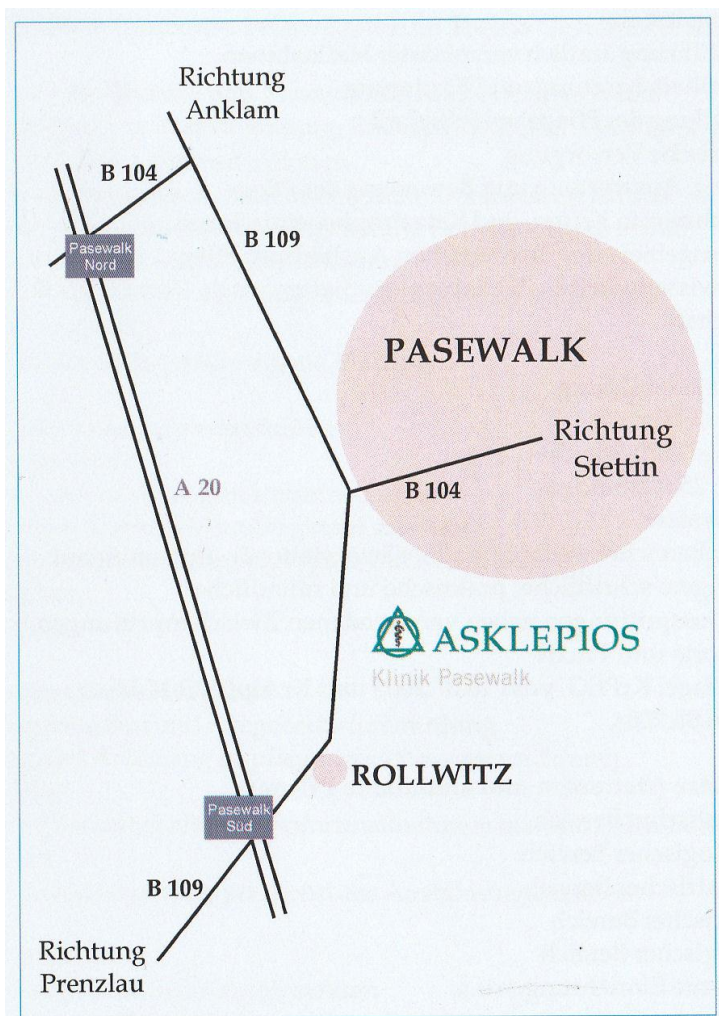 Richtung
Anklam
B 104
Pasewalk
Nord
B 109
PASEWALK
Richtung
Stettin
B 104
A 20
ASKLEPIOS
Klinik Pasewalk
ROLLWITZ
Pasewalk
Süd
B 109
Richtung
Prenzlau